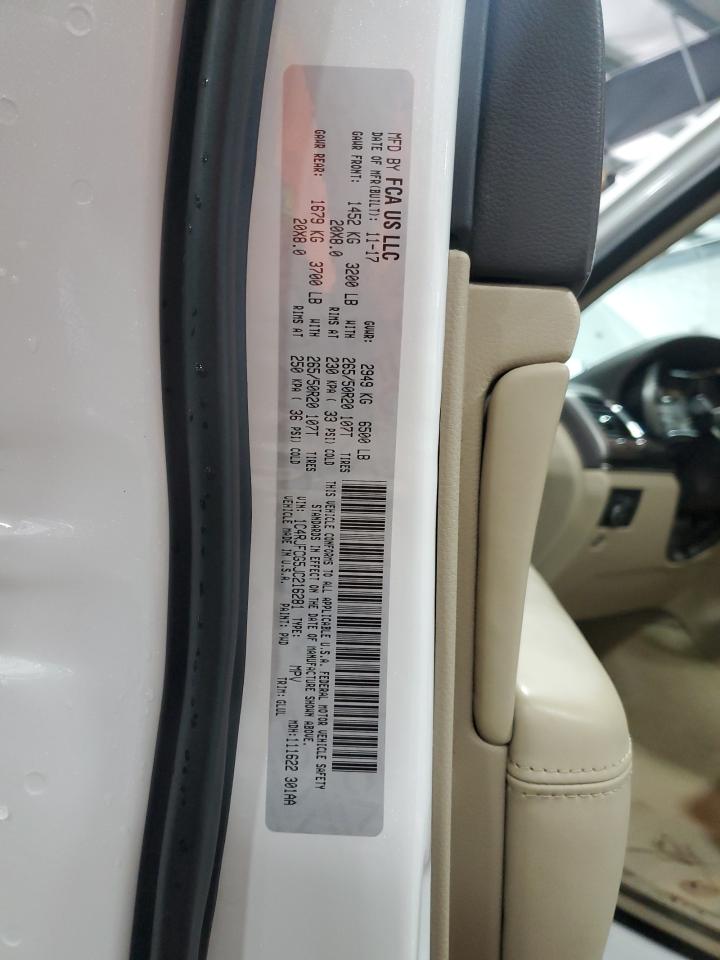 MFD BY FCA US LLC
DATE OF MFR(BUILT): 11-17 GVWR: 2949 KG 6500 LB
GAWR FRONT: 1452 KG 3200 LB WITH 265/50R20 107T TIRES
20X8.0 RIMS AT 230 KPA ( 33 PSI) COLD
GAWR REAR: 1679 KG 3700 LB WITH 265/50R20 107T TIRES
20X8.0 RIMS AT 250 KPA ( 36 PSI) COLD
THIS VEHICLE CONFORMS TO ALL APPLICABLE U.S.A. FEDERAL MOTOR VEHICLE SAFETY
STANDARDS IN EFFECT ON THE DATE OF MANUFACTURE SHOWN ABOVE.
VIN: 1C4RJFCG5JC216281 TYPE: MPV MDH:111622 301AA
VEHICLE MADE IN U.S.A. PAINT: PWD TRIM: GLVL